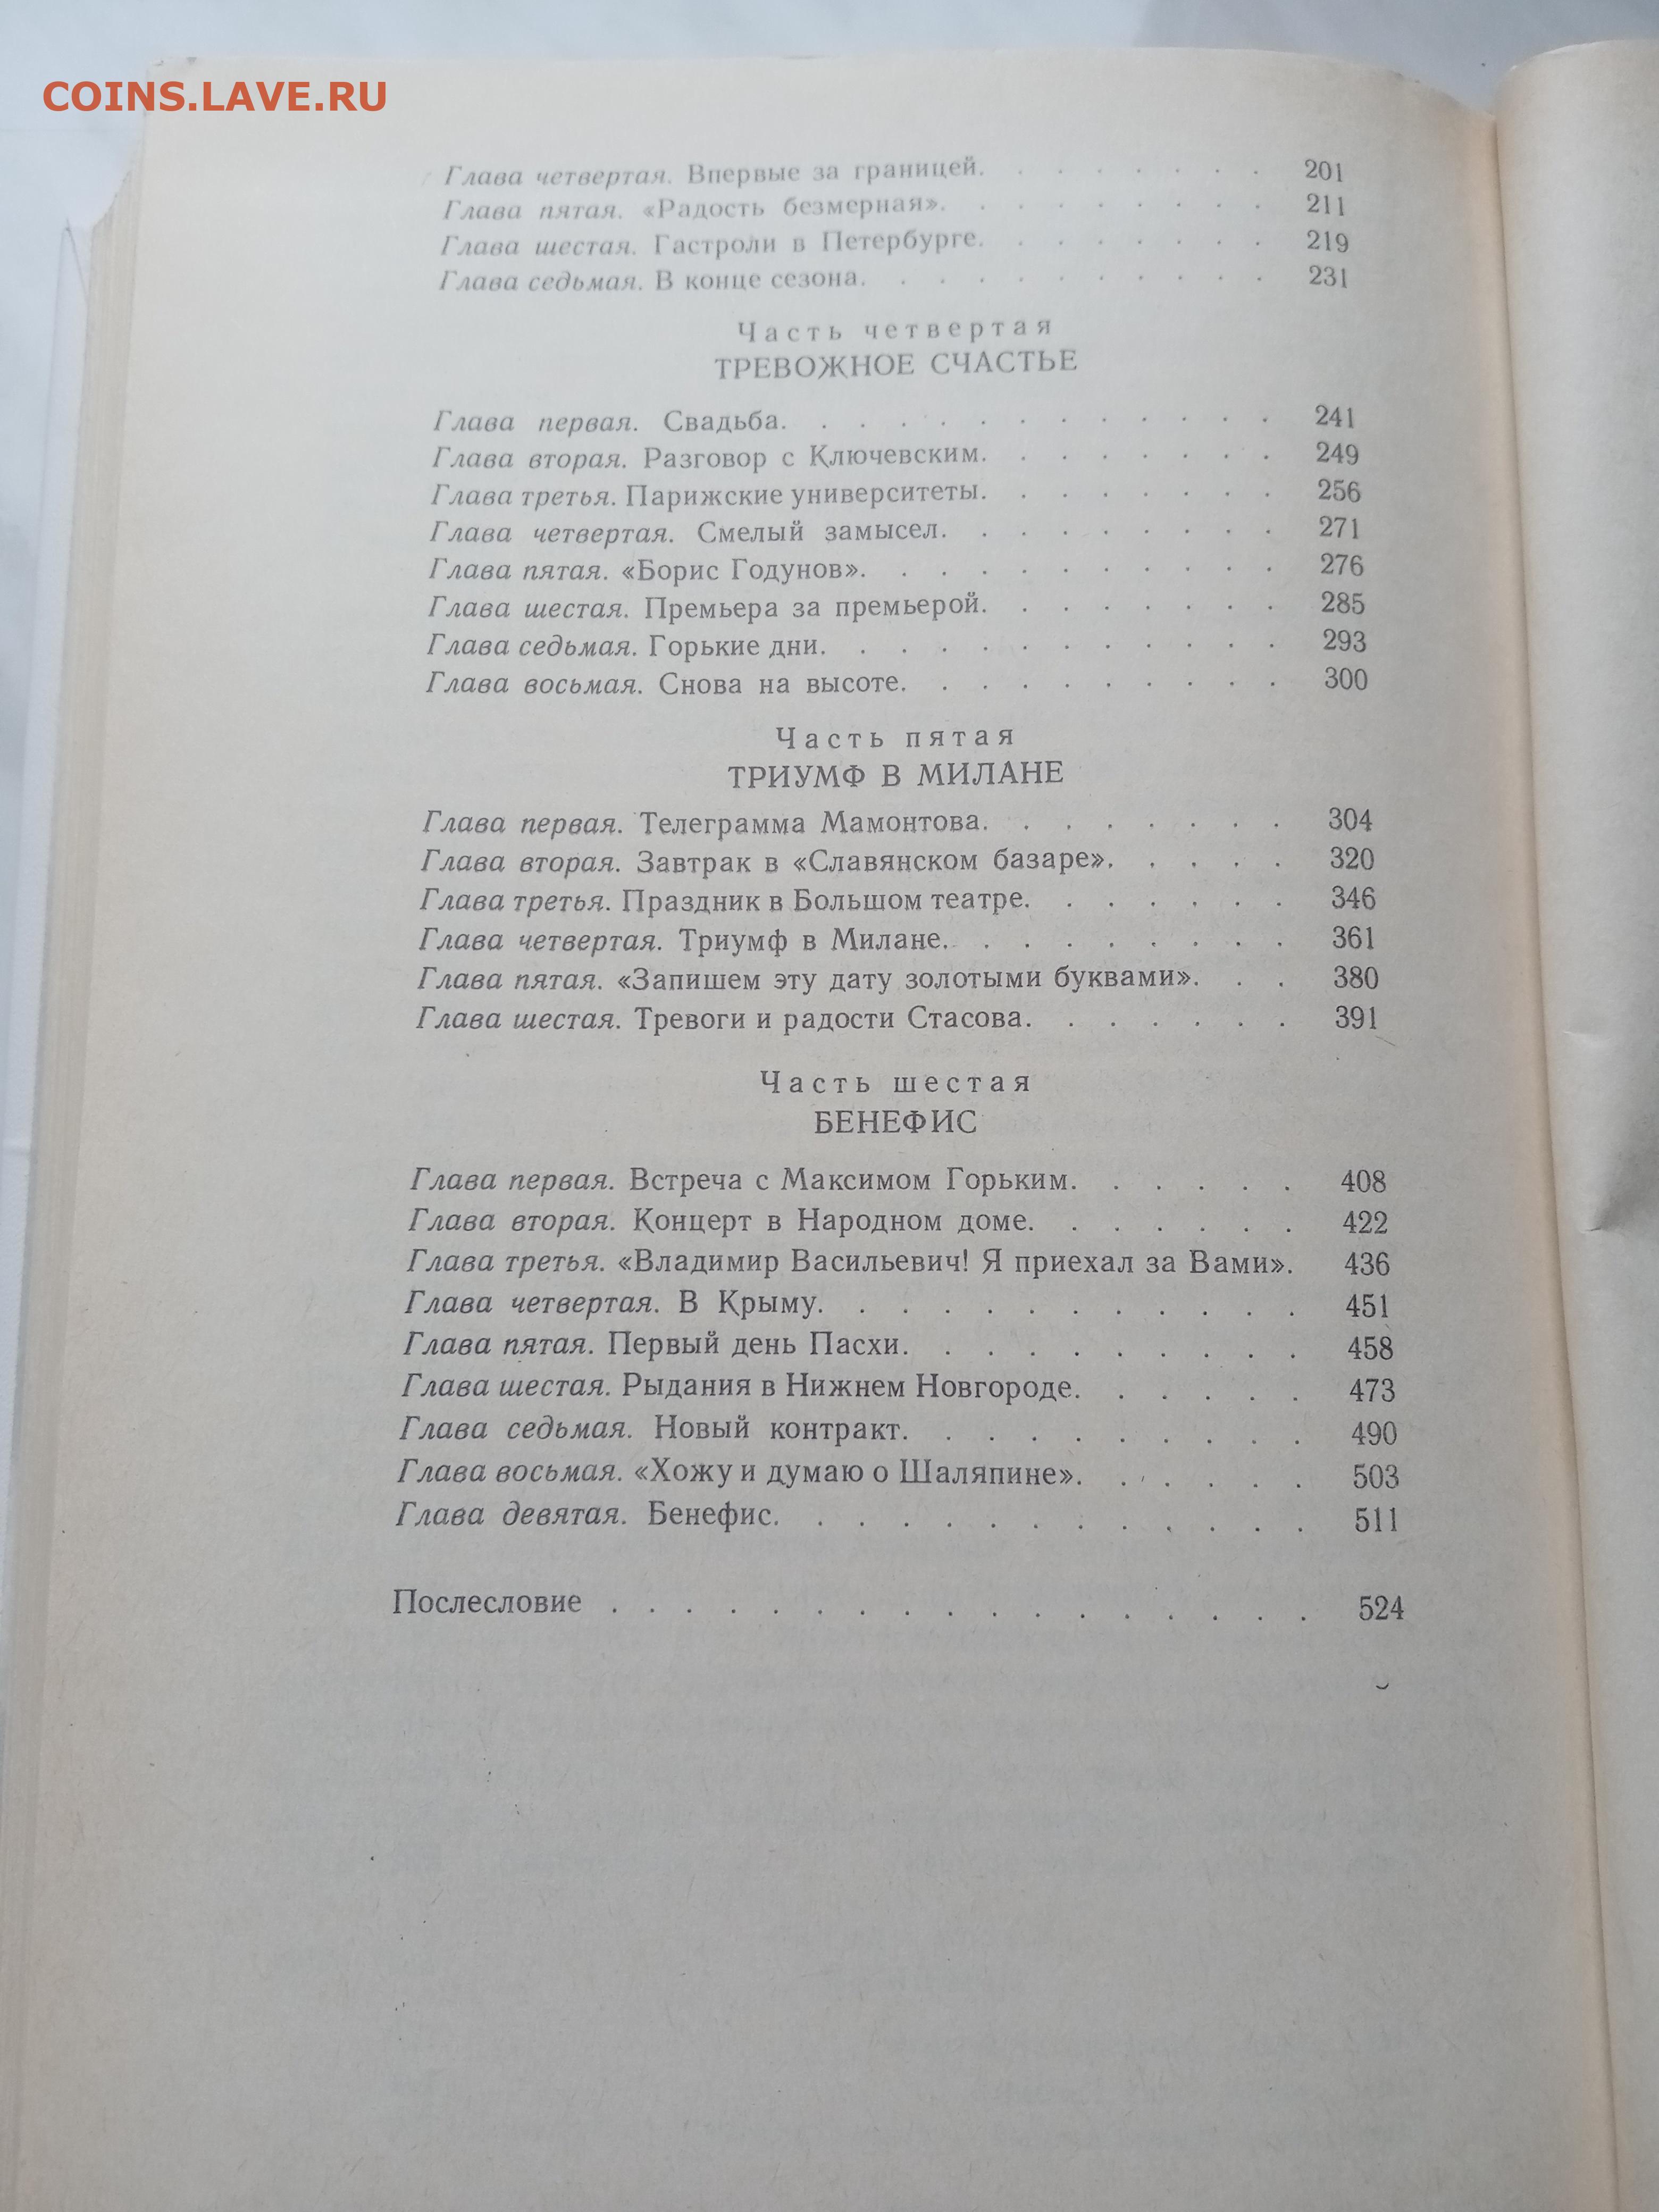 COINS.LAVE.RU
Глава четвертая. Впервые за границей. . . . . . . . 201
Глава пятая. «Радость безмерная». . . . . . . . . 211
Глава шестая. Гастроли в Петербурге. . . . . . . . 219
Глава седьмая. В конце сезона. . . . . . . . . . . 231
Часть четвертая
ТРЕВОЖНОЕ СЧАСТЬЕ
Глава первая. Свадьба. . . . . . . . . . . . . 241
Глава вторая. Разговор с Ключевским. . . . . . . . 249
Глава третья. Парижские университеты. . . . . . . . 256
Глава четвертая. Смелый замысел. . . . . . . . . 271
Глава пятая. «Борис Годунов». . . . . . . . . . . 276
Глава шестая. Премьера за премьерой. . . . . . . . 285
Глава седьмая. Горькие дни. . . . . . . . . . . . 293
Глава восьмая. Снова на высоте. . . . . . . . . . 300
Часть пятая
ТРИУМФ В МИЛАНЕ
Глава первая. Телеграмма Мамонтова. . . . . . . . 304
Глава вторая. Завтрак в «Славянском базаре». . . . . 320
Глава третья. Праздник в Большом театре. . . . . . . 346
Глава четвертая. Триумф в Милане. . . . . . . . . 361
Глава пятая. «Запишем эту дату золотыми буквами». . . 380
Глава шестая. Тревоги и радости Стасова. . . . . . . 391
Часть шестая
БЕНЕФИС
Глава первая. Встреча с Максимом Горьким. . . . . . 408
Глава вторая. Концерт в Народном доме. . . . . . . 422
Глава третья. «Владимир Васильевич! Я приехал за Вами». 436
Глава четвертая. В Крыму. . . . . . . . . . . . 451
Глава пятая. Первый день Пасхи. . . . . . . . . . 458
Глава шестая. Рыдания в Нижнем Новгороде. . . . . . 473
Глава седьмая. Новый контракт. . . . . . . . . . 490
Глава восьмая. «Хожу и думаю о Шаляпине». . . . . . 503
Глава девятая. Бенефис. . . . . . . . . . . . . 511
Послесловие . . . . . . . . . . . . . . . . . 524